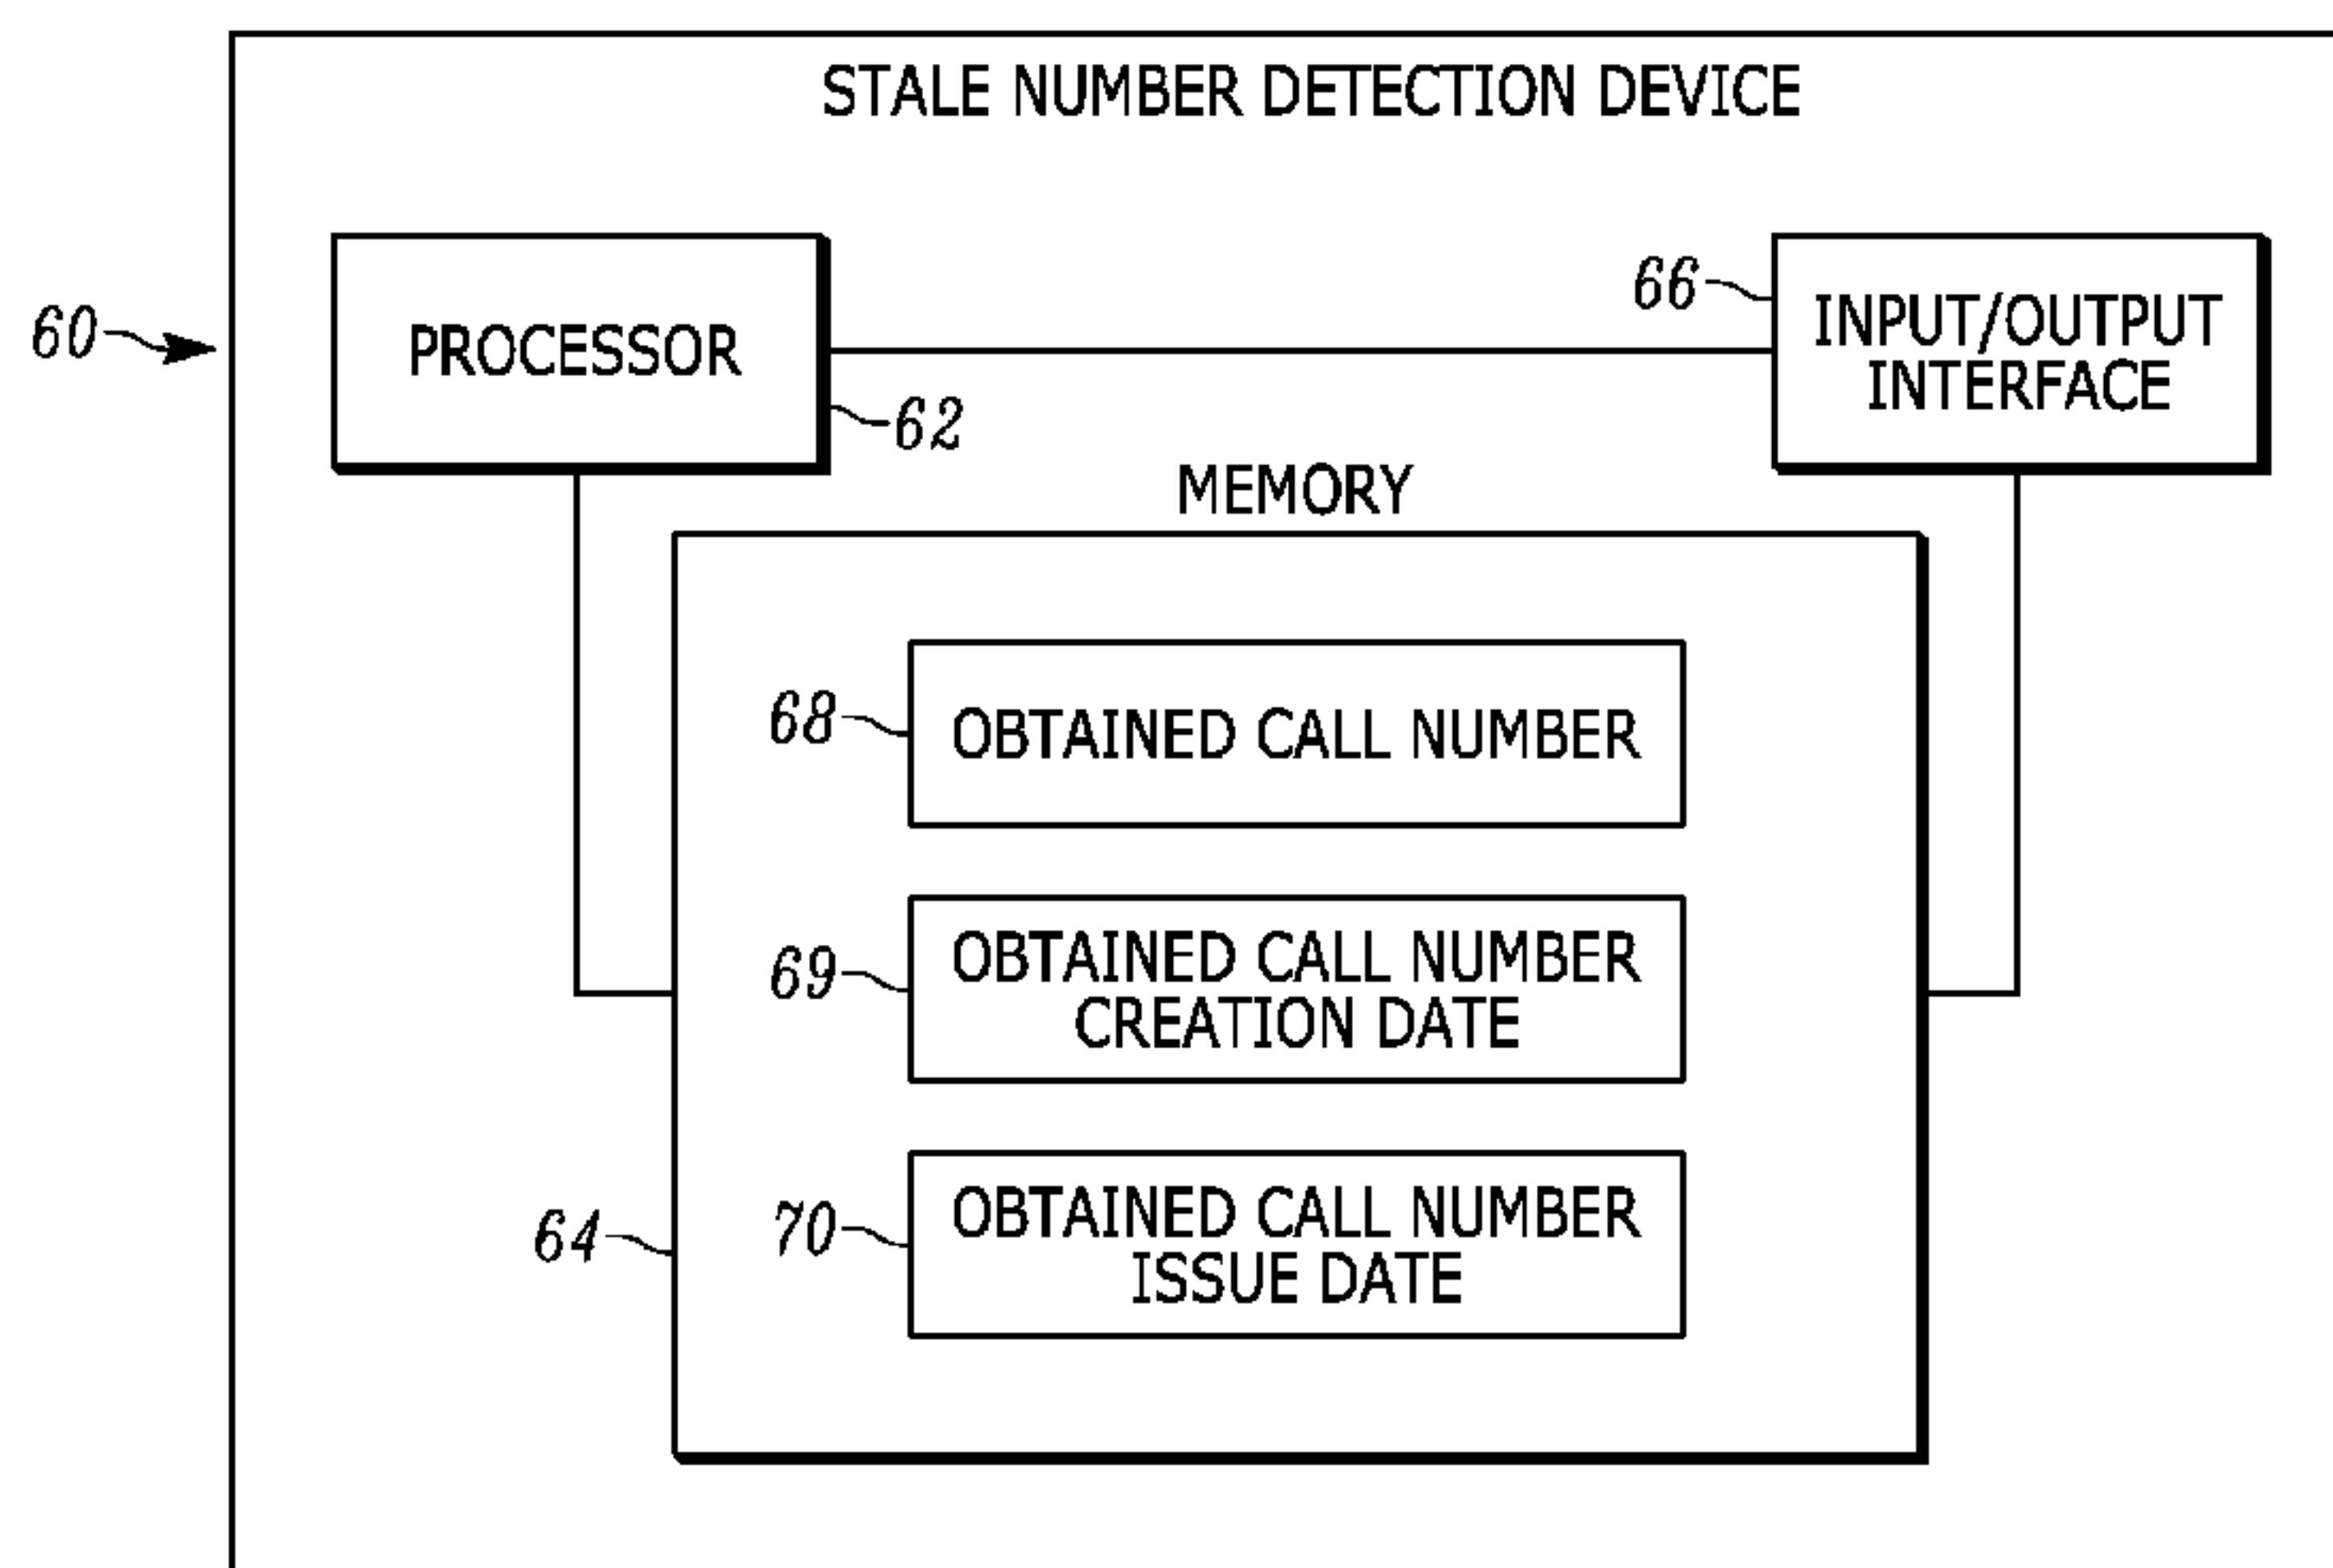 STALE NUMBER DETECTION DEVICE
60
PROCESSOR
62
66
INPUT/OUTPUT
INTERFACE
MEMORY
68
OBTAINED CALL NUMBER
69
OBTAINED CALL NUMBER
CREATION DATE
64
70
OBTAINED CALL NUMBER
ISSUE DATE